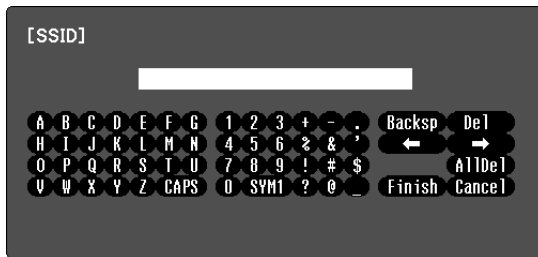 [SSID]
A B C D E F G 1 2 3 + - . Backsp Del
H I J K L M N 4 5 6 % & , ← →
O P Q R S T U 7 8 9 ! # $ AllDel
V W X Y Z CAPS 0 SYM1 ? @ _ Finish Cancel